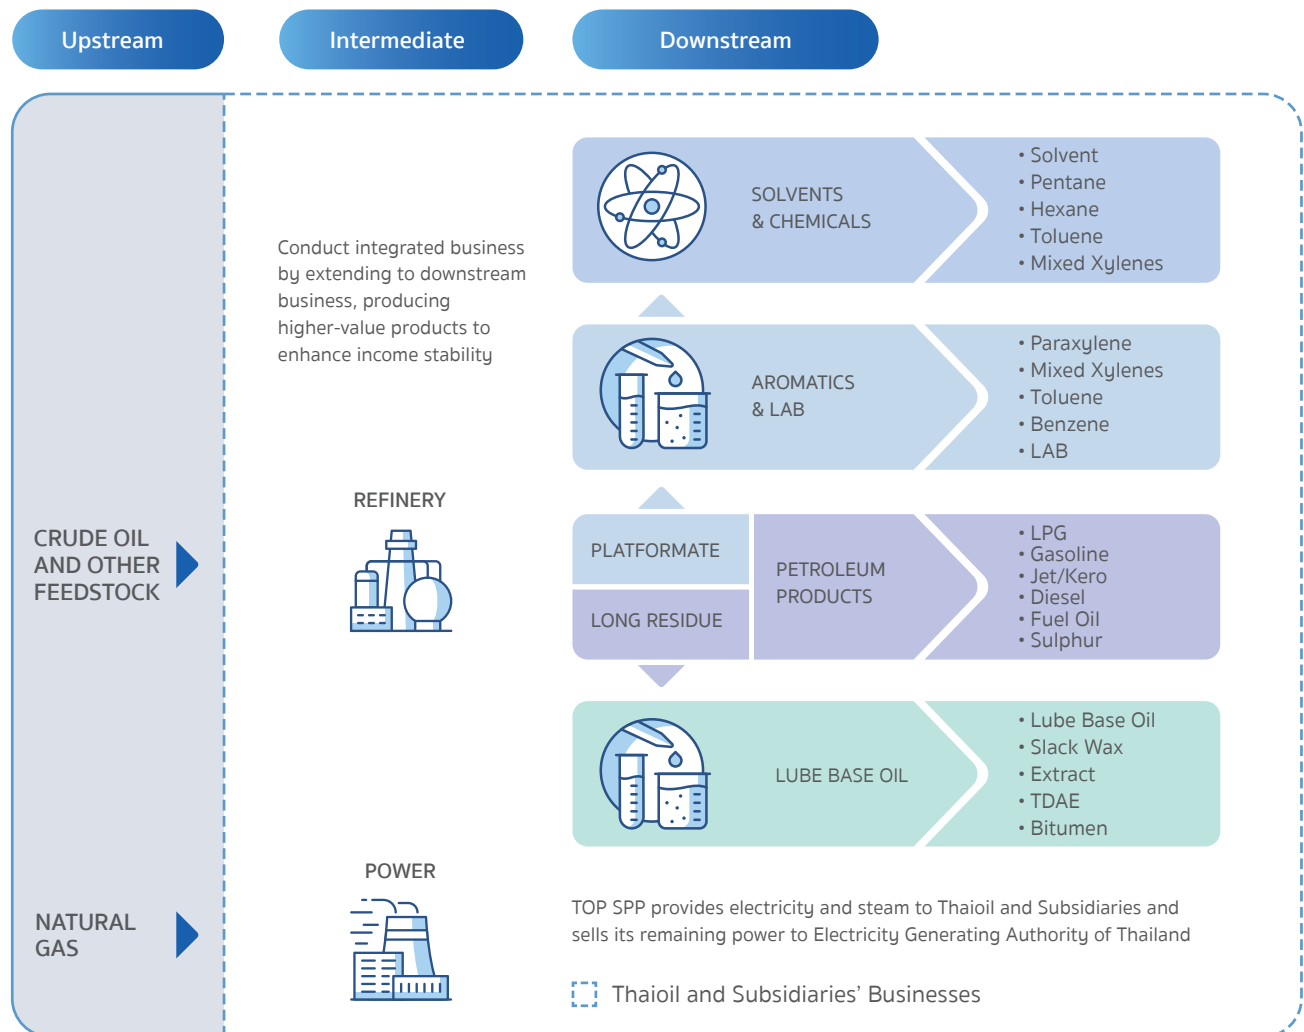 Upstream
Intermediate
Downstream
Conduct integrated business
by extending to downstream
business, producing
higher-value products to
enhance income stability
SOLVENTS
& CHEMICALS
• Solvent
• Pentane
• Hexane
• Toluene
• Mixed Xylenes
AROMATICS
& LAB
• Paraxylene
• Mixed Xylenes
• Toluene
• Benzene
• LAB
CRUDE OIL
AND OTHER
FEEDSTOCK
REFINERY
PLATFORMATE
LONG RESIDUE
PETROLEUM
PRODUCTS
• LPG
• Gasoline
• Jet/Kero
• Diesel
• Fuel Oil
• Sulphur
LUBE BASE OIL
• Lube Base Oil
• Slack Wax
• Extract
• TDAE
• Bitumen
NATURAL
GAS
POWER
TOP SPP provides electricity and steam to Thaioil and Subsidiaries and
sells its remaining power to Electricity Generating Authority of Thailand
Thaioil and Subsidiaries' Businesses